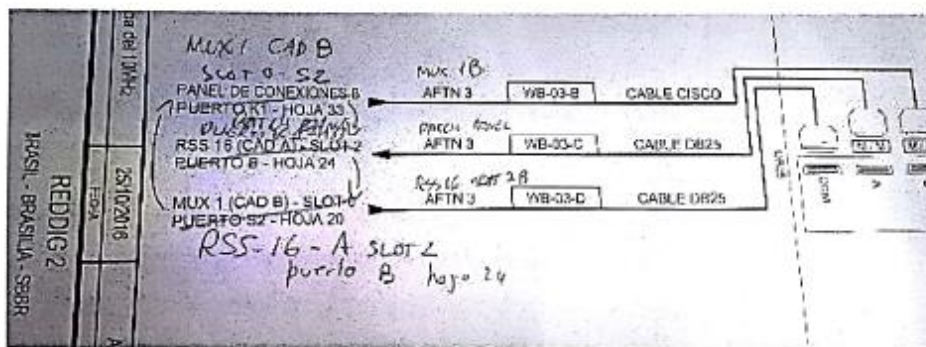 MUX 1 CAD B
SLOT 0 - S2
PANEL DE CONEXIONES B
PUERTO K1 - HOJA 33
RSS 16 (CAD A) - SLOT 2
PUERTO B - HOJA 24
MUX 1 (CAD B) - SLOT 0
PUERTO S2 - HOJA 20
RSS-16-A SLOT 2
puerto B hoja 24
MUX 1B
AFTN 3 WB-03-B CABLE CISCO
PATCH PANEL
AFTN 3 WB-03-C CABLE DB25
RSS 16 SLOT 2B
AFTN 3 WB-03-D CABLE DB25
DCM
A
25/10/2016
REDDIG 2
BRASIL - BRASILIA - SBBR
A